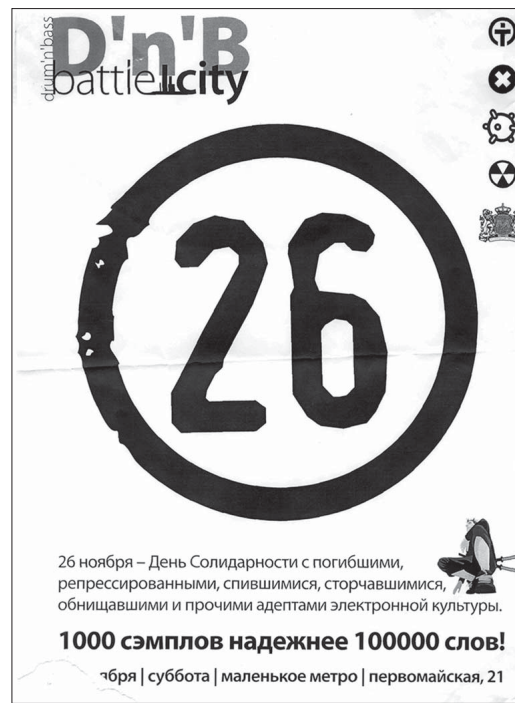 drum'n'bass
D'n'B
battle city
26
26 ноября – День Солидарности с погибшими,
репрессированными, спившимися, сторчавшимися,
обнищавшими и прочими адептами электронной культуры.
1000 сэмплов надежнее 100000 слов!
ября | суббота | маленькое метро | первомайская, 21